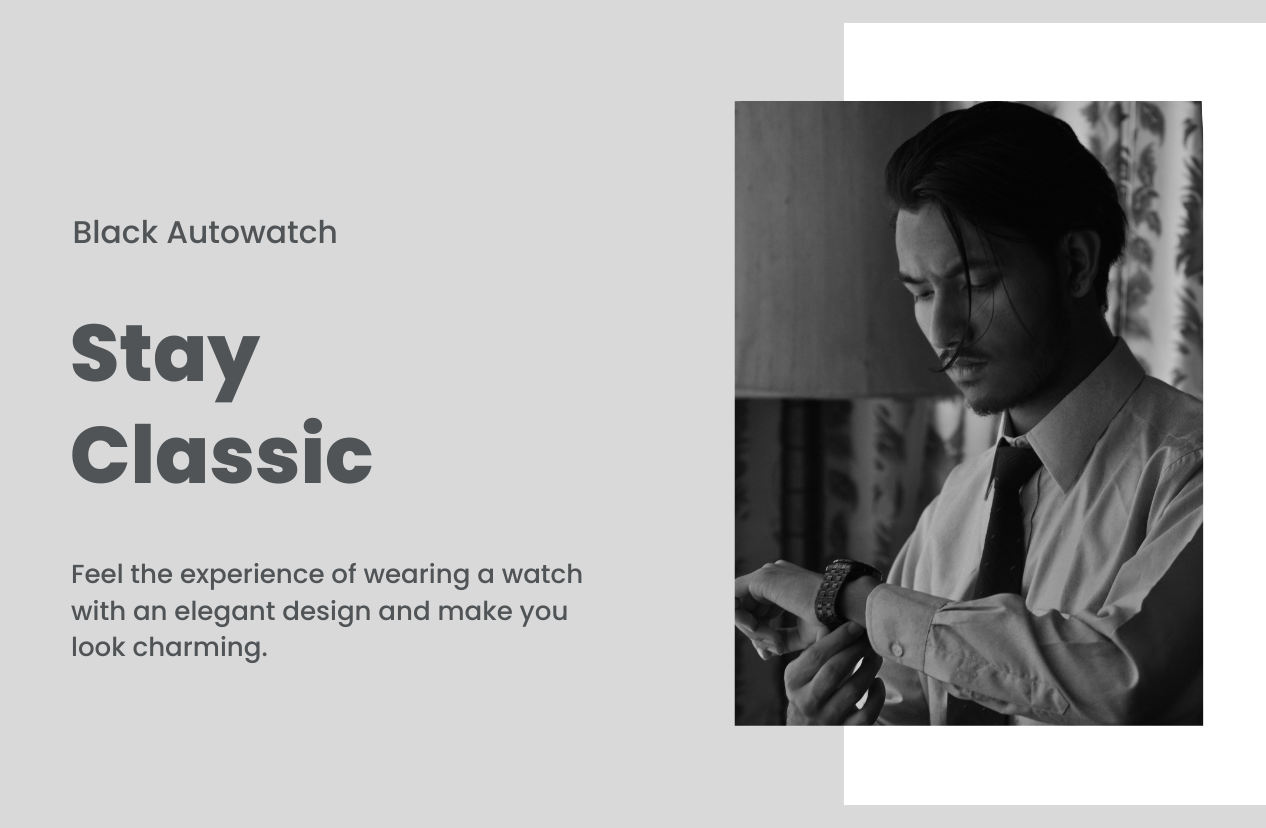 Black Autowatch
Stay
Classic
Feel the experience of wearing a watch
with an elegant design and make you
look charming.